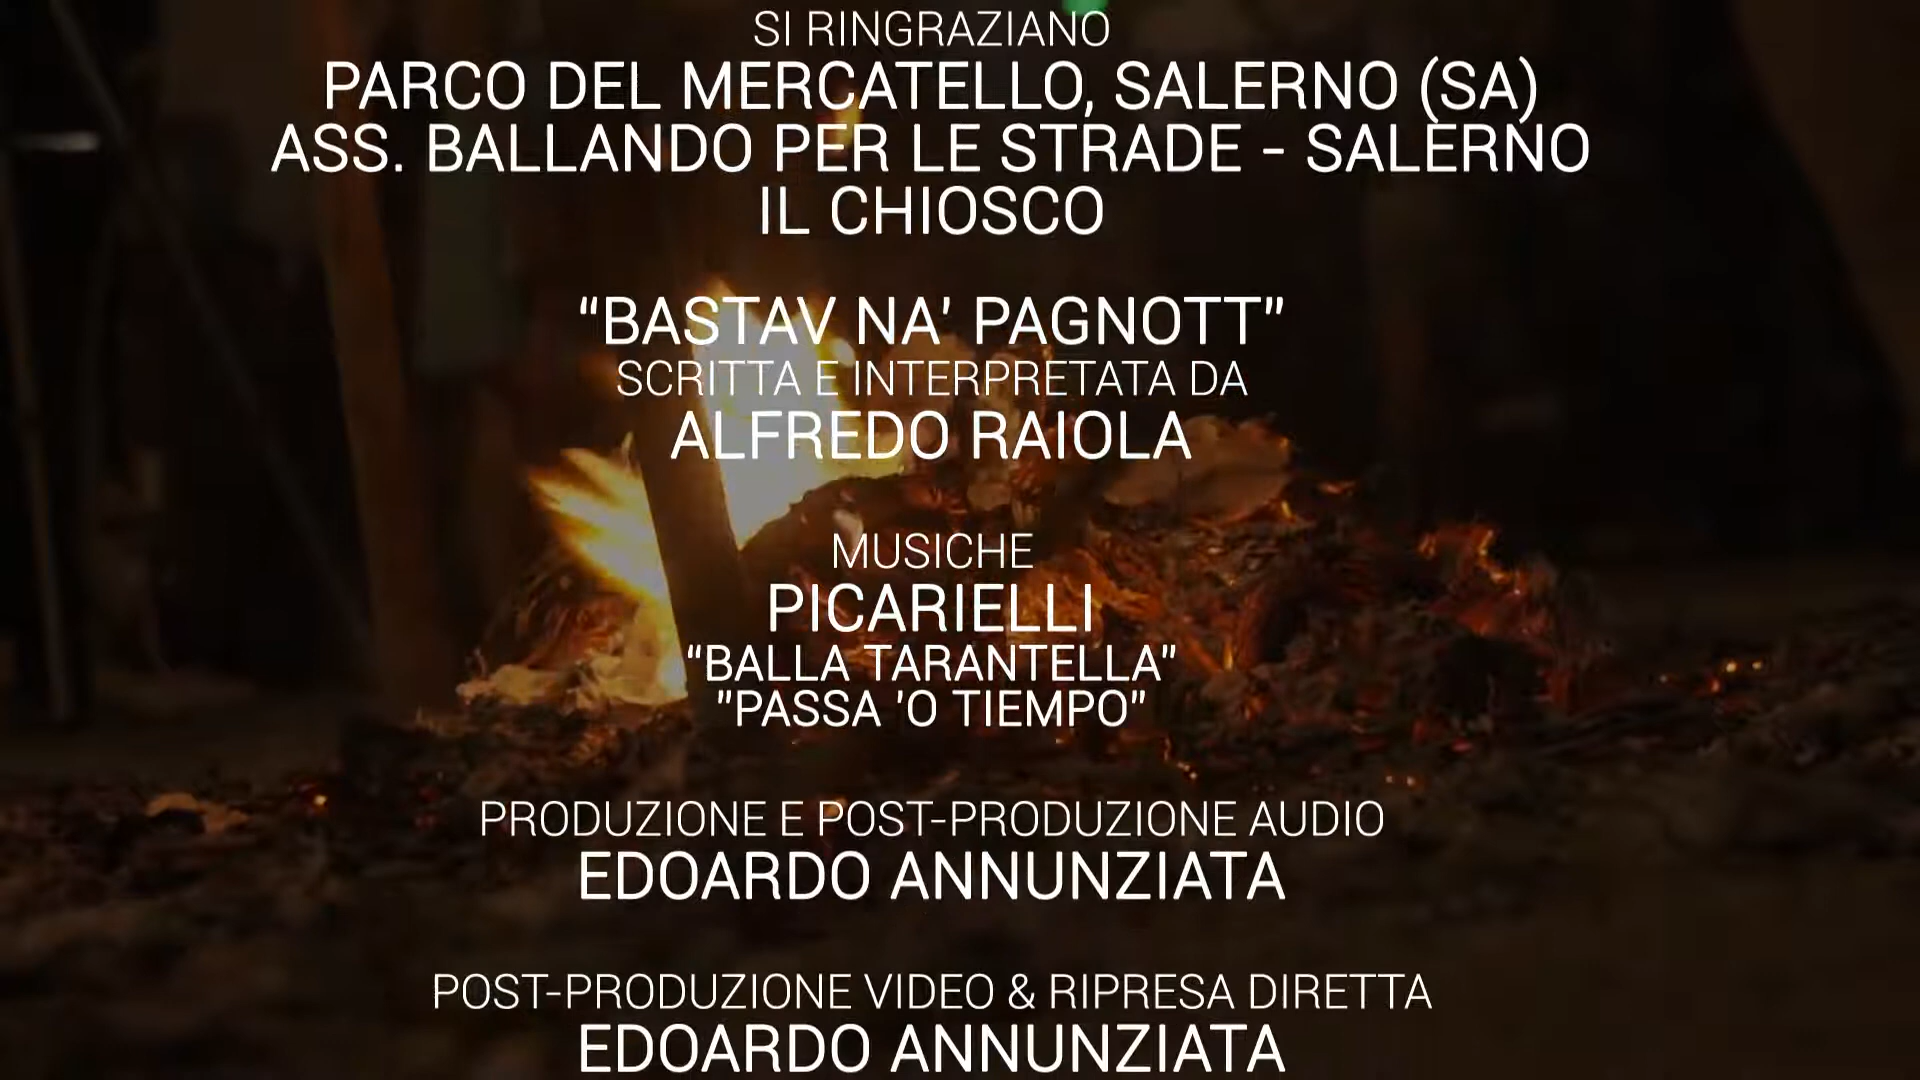 SI RINGRAZIANO
PARCO DEL MERCATELLO, SALERNO (SA)
ASS. BALLANDO PER LE STRADE - SALERNO
IL CHIOSCO
“BASTAV NA’ PAGNOTT”
SCRITTA E INTERPRETATA DA
ALFREDO RAIOLA
MUSICHE
PICARIELLI
“BALLA TARANTELLA”
”PASSA ’O TIEMPO”
PRODUZIONE E POST-PRODUZIONE AUDIO
EDOARDO ANNUNZIATA
POST-PRODUZIONE VIDEO & RIPRESA DIRETTA
EDOARDO ANNUNZIATA